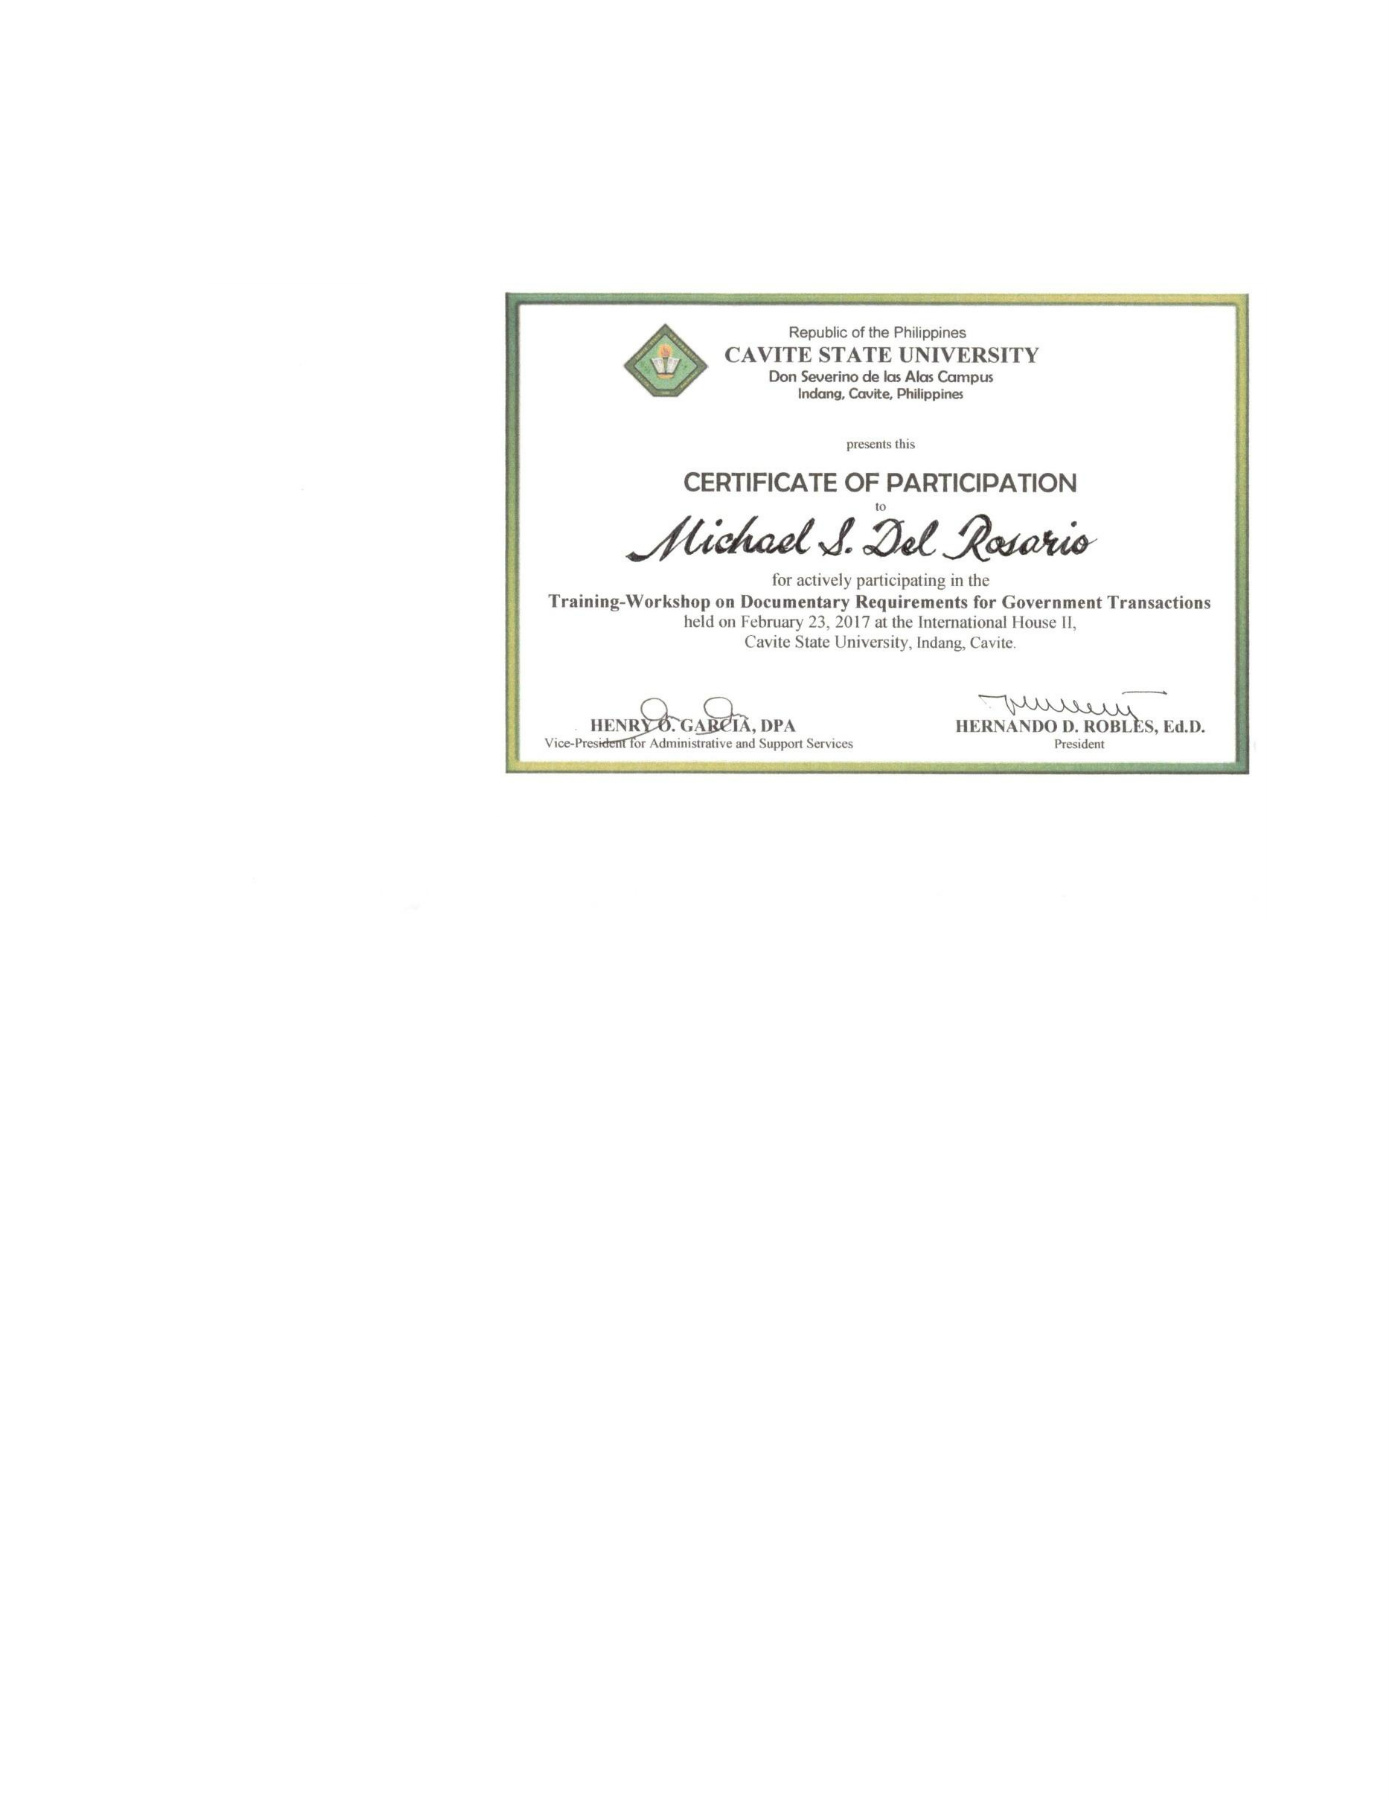 Republic of the Philippines
CAVITE STATE UNIVERSITY
Don Severino de las Alas Campus
Indang, Cavite, Philippines
presents this
CERTIFICATE OF PARTICIPATION
to
Michael S. Del Rosario
for actively participating in the
Training-Workshop on Documentary Requirements for Government Transactions
held on February 23, 2017 at the International House II,
Cavite State University, Indang, Cavite.
HENRY O. GARCIA, DPA
Vice-President for Administrative and Support Services
HERNANDO D. ROBLES, Ed.D.
President